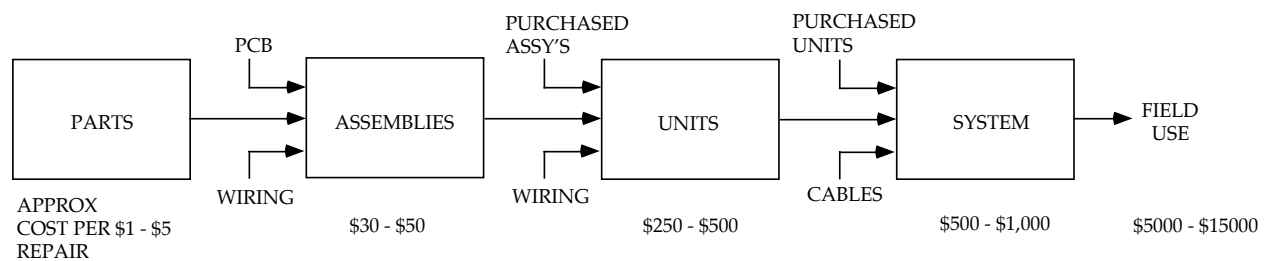 PCB
PURCHASED
ASSY'S
PURCHASED
UNITS
PARTS
ASSEMBLIES
UNITS
SYSTEM
FIELD
USE
WIRING
WIRING
CABLES
APPROX
COST PER $1 - $5
REPAIR
$30 - $50
$250 - $500
$500 - $1,000
$5000 - $15000